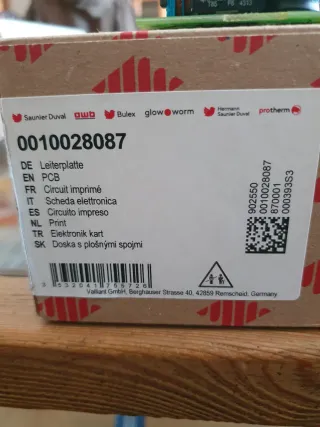 Saunier Duval awb Bulex glow-worm Hermann Saunier Duval protherm
0010028087
DE Leiterplatte
EN PCB
FR Circuit imprimé
IT Scheda elettronica
ES Circuito impreso
NL Print
TR Elektronik kart
SK Doska s plošnými spojmi
902550
0010028087
870001
000393S3
Vaillant GmbH, Berghauser Strasse 40, 42859 Remscheid, Germany